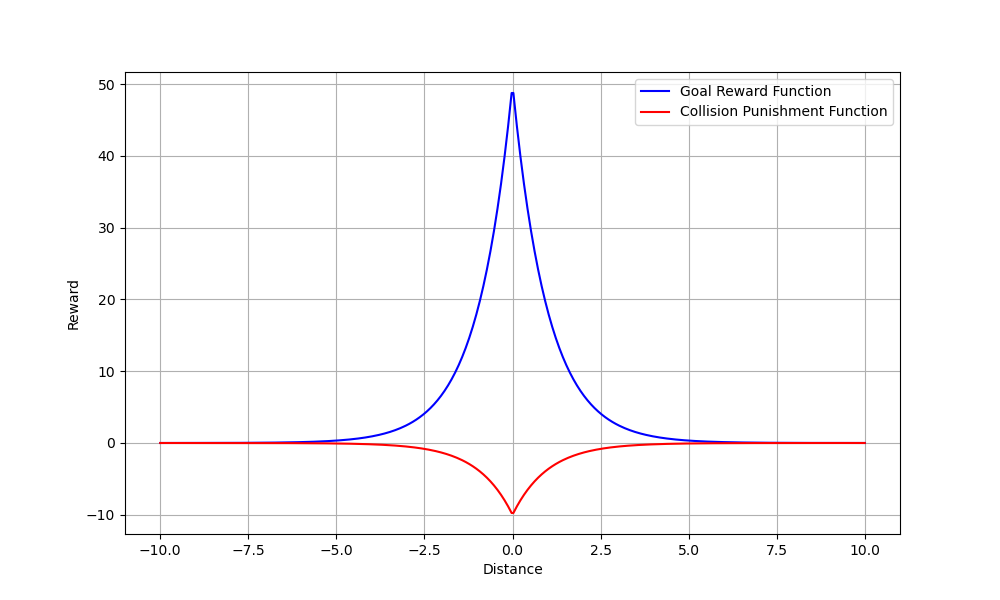 Goal Reward Function
Collision Punishment Function
50
40
30
20
10
0
−10
Reward
−10.0 −7.5 −5.0 −2.5 0.0 2.5 5.0 7.5 10.0
Distance